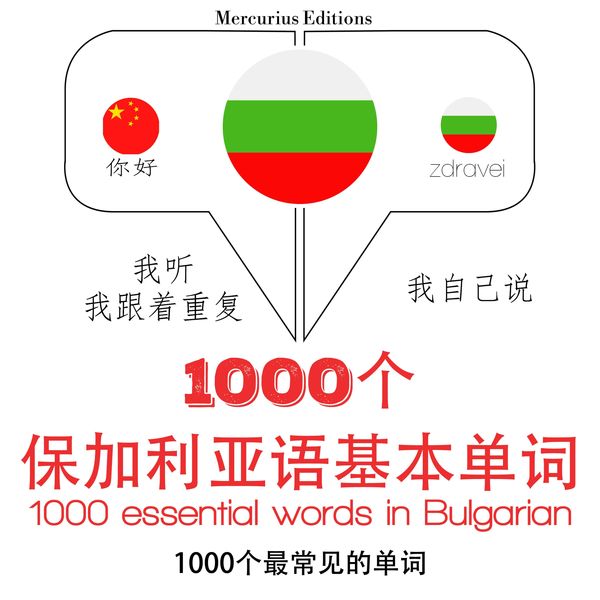 Mercurius Editions
你好
zdravei
我听
我跟着重复
我自己说
1000个
保加利亚语基本单词
1000 essential words in Bulgarian
1000个最常见的单词